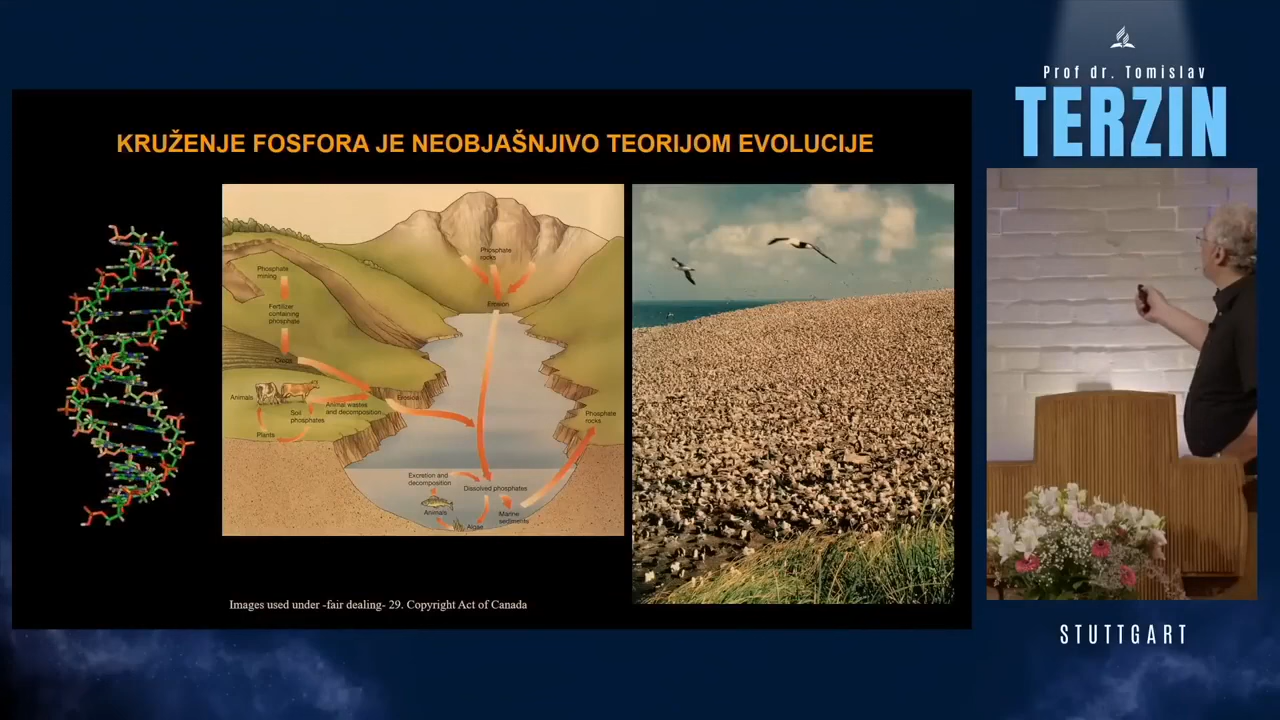 Prof dr. Tomislav
TERZIN
KRUŽENJE FOSFORA JE NEOBJAŠNJIVO TEORIJOM EVOLUCIJE
Phosphate
rocks
Phosphate
mining
Erosion
Fertilizer
containing
phosphate
Crops
Animals
Animal wastes
and decomposition
Erosion
Soil
phosphates
Phosphate
rocks
Plants
Excretion and
decomposition
Dissolved phosphates
Animals
Marine
sediments
Algae
Images used under -fair dealing- 29. Copyright Act of Canada
STUTTGART